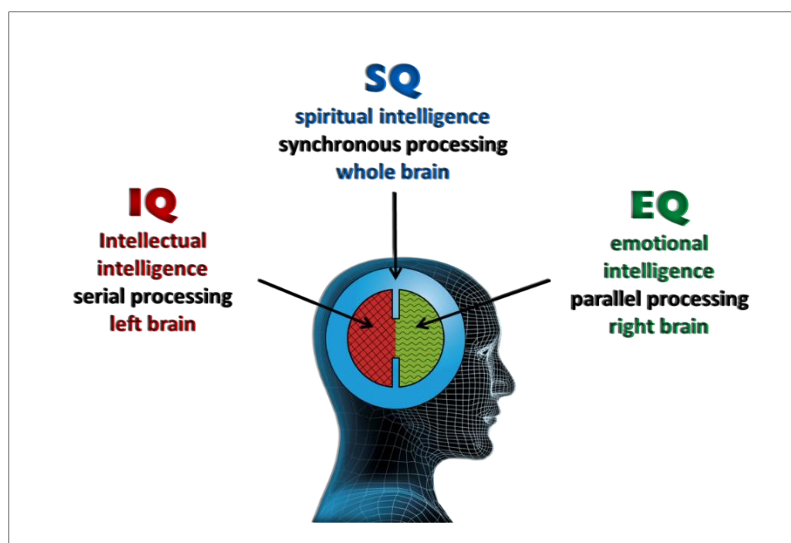 SQ
spiritual intelligence
synchronous processing
whole brain
IQ
Intellectual
intelligence
serial processing
left brain
EQ
emotional
intelligence
parallel processing
right brain